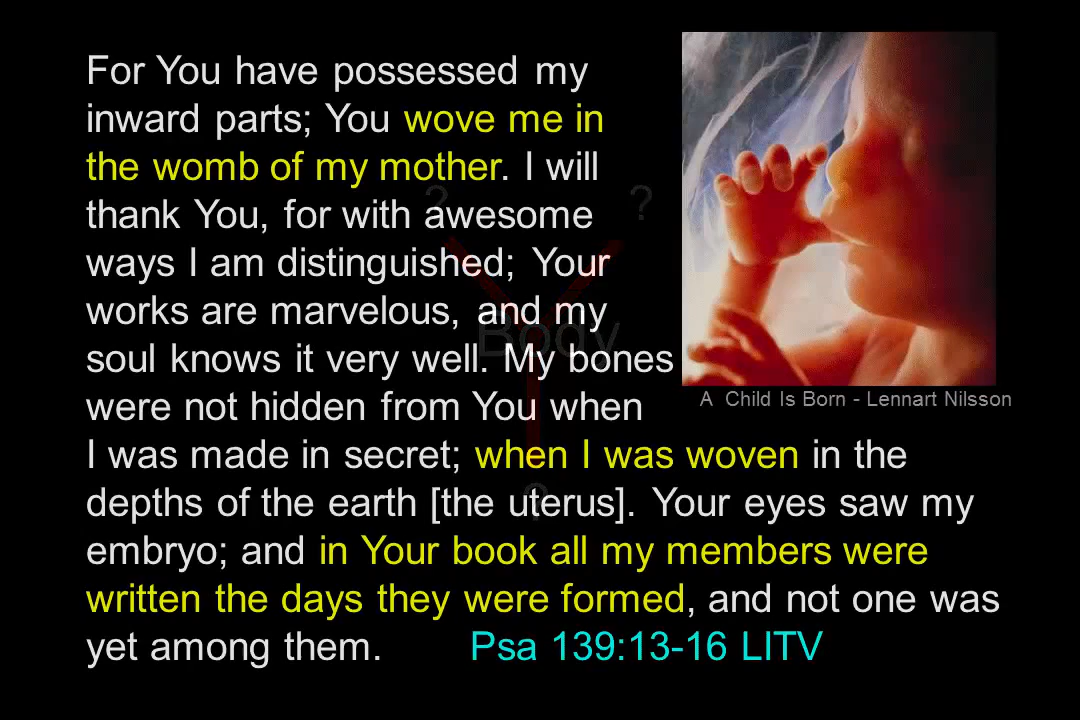 For You have possessed my
inward parts; You wove me in
the womb of my mother. I will
thank You, for with awesome
ways I am distinguished; Your
works are marvelous, and my
soul knows it very well. My bones
were not hidden from You when
I was made in secret; when I was woven in the
depths of the earth [the uterus]. Your eyes saw my
embryo; and in Your book all my members were
written the days they were formed, and not one was
yet among them. Psa 139:13-16 LITV
A Child Is Born - Lennart Nilsson
? ?
Body
?